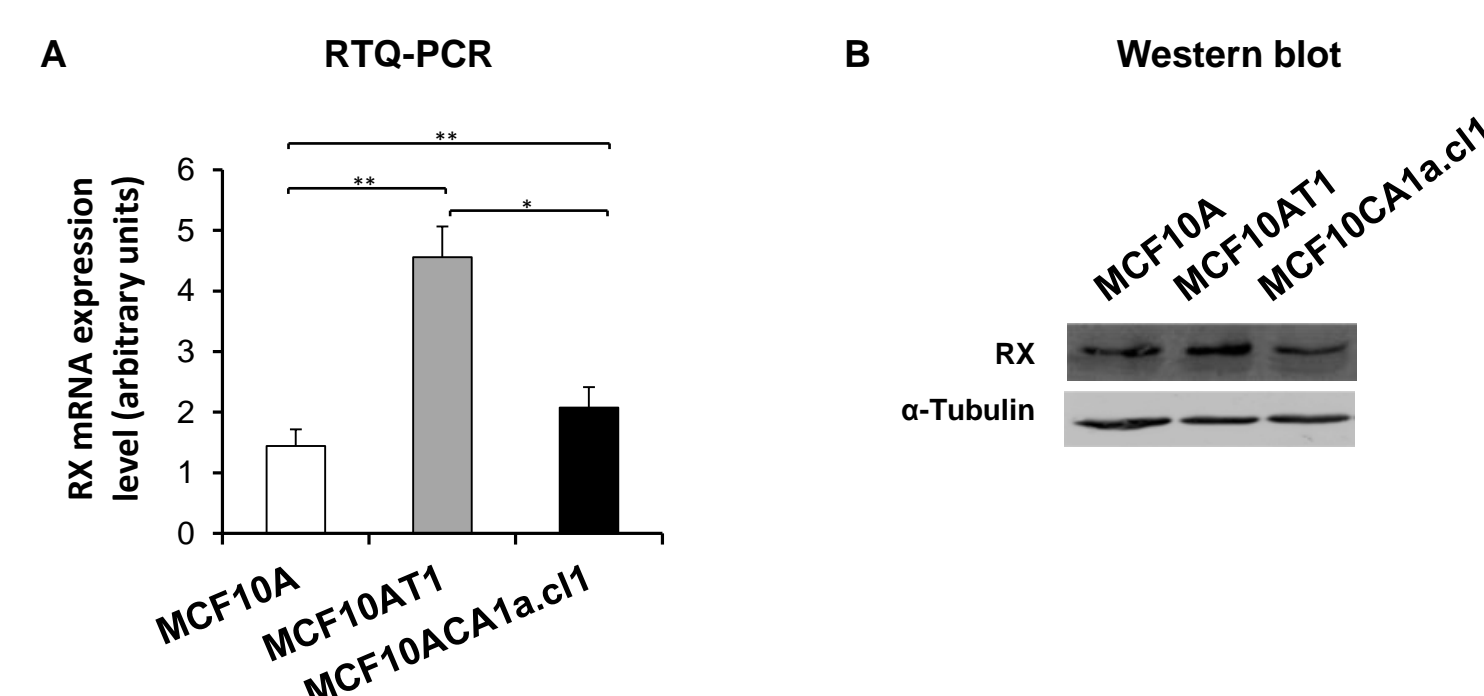 A
RTQ-PCR
**
**
*
RX mRNA expression
level (arbitrary units)
6
5
4
3
2
1
0
MCF10A
MCF10AT1
MCF10ACA1a.cl1
B
Western blot
MCF10A
MCF10AT1
MCF10CA1a.cl1
RX
α-Tubulin